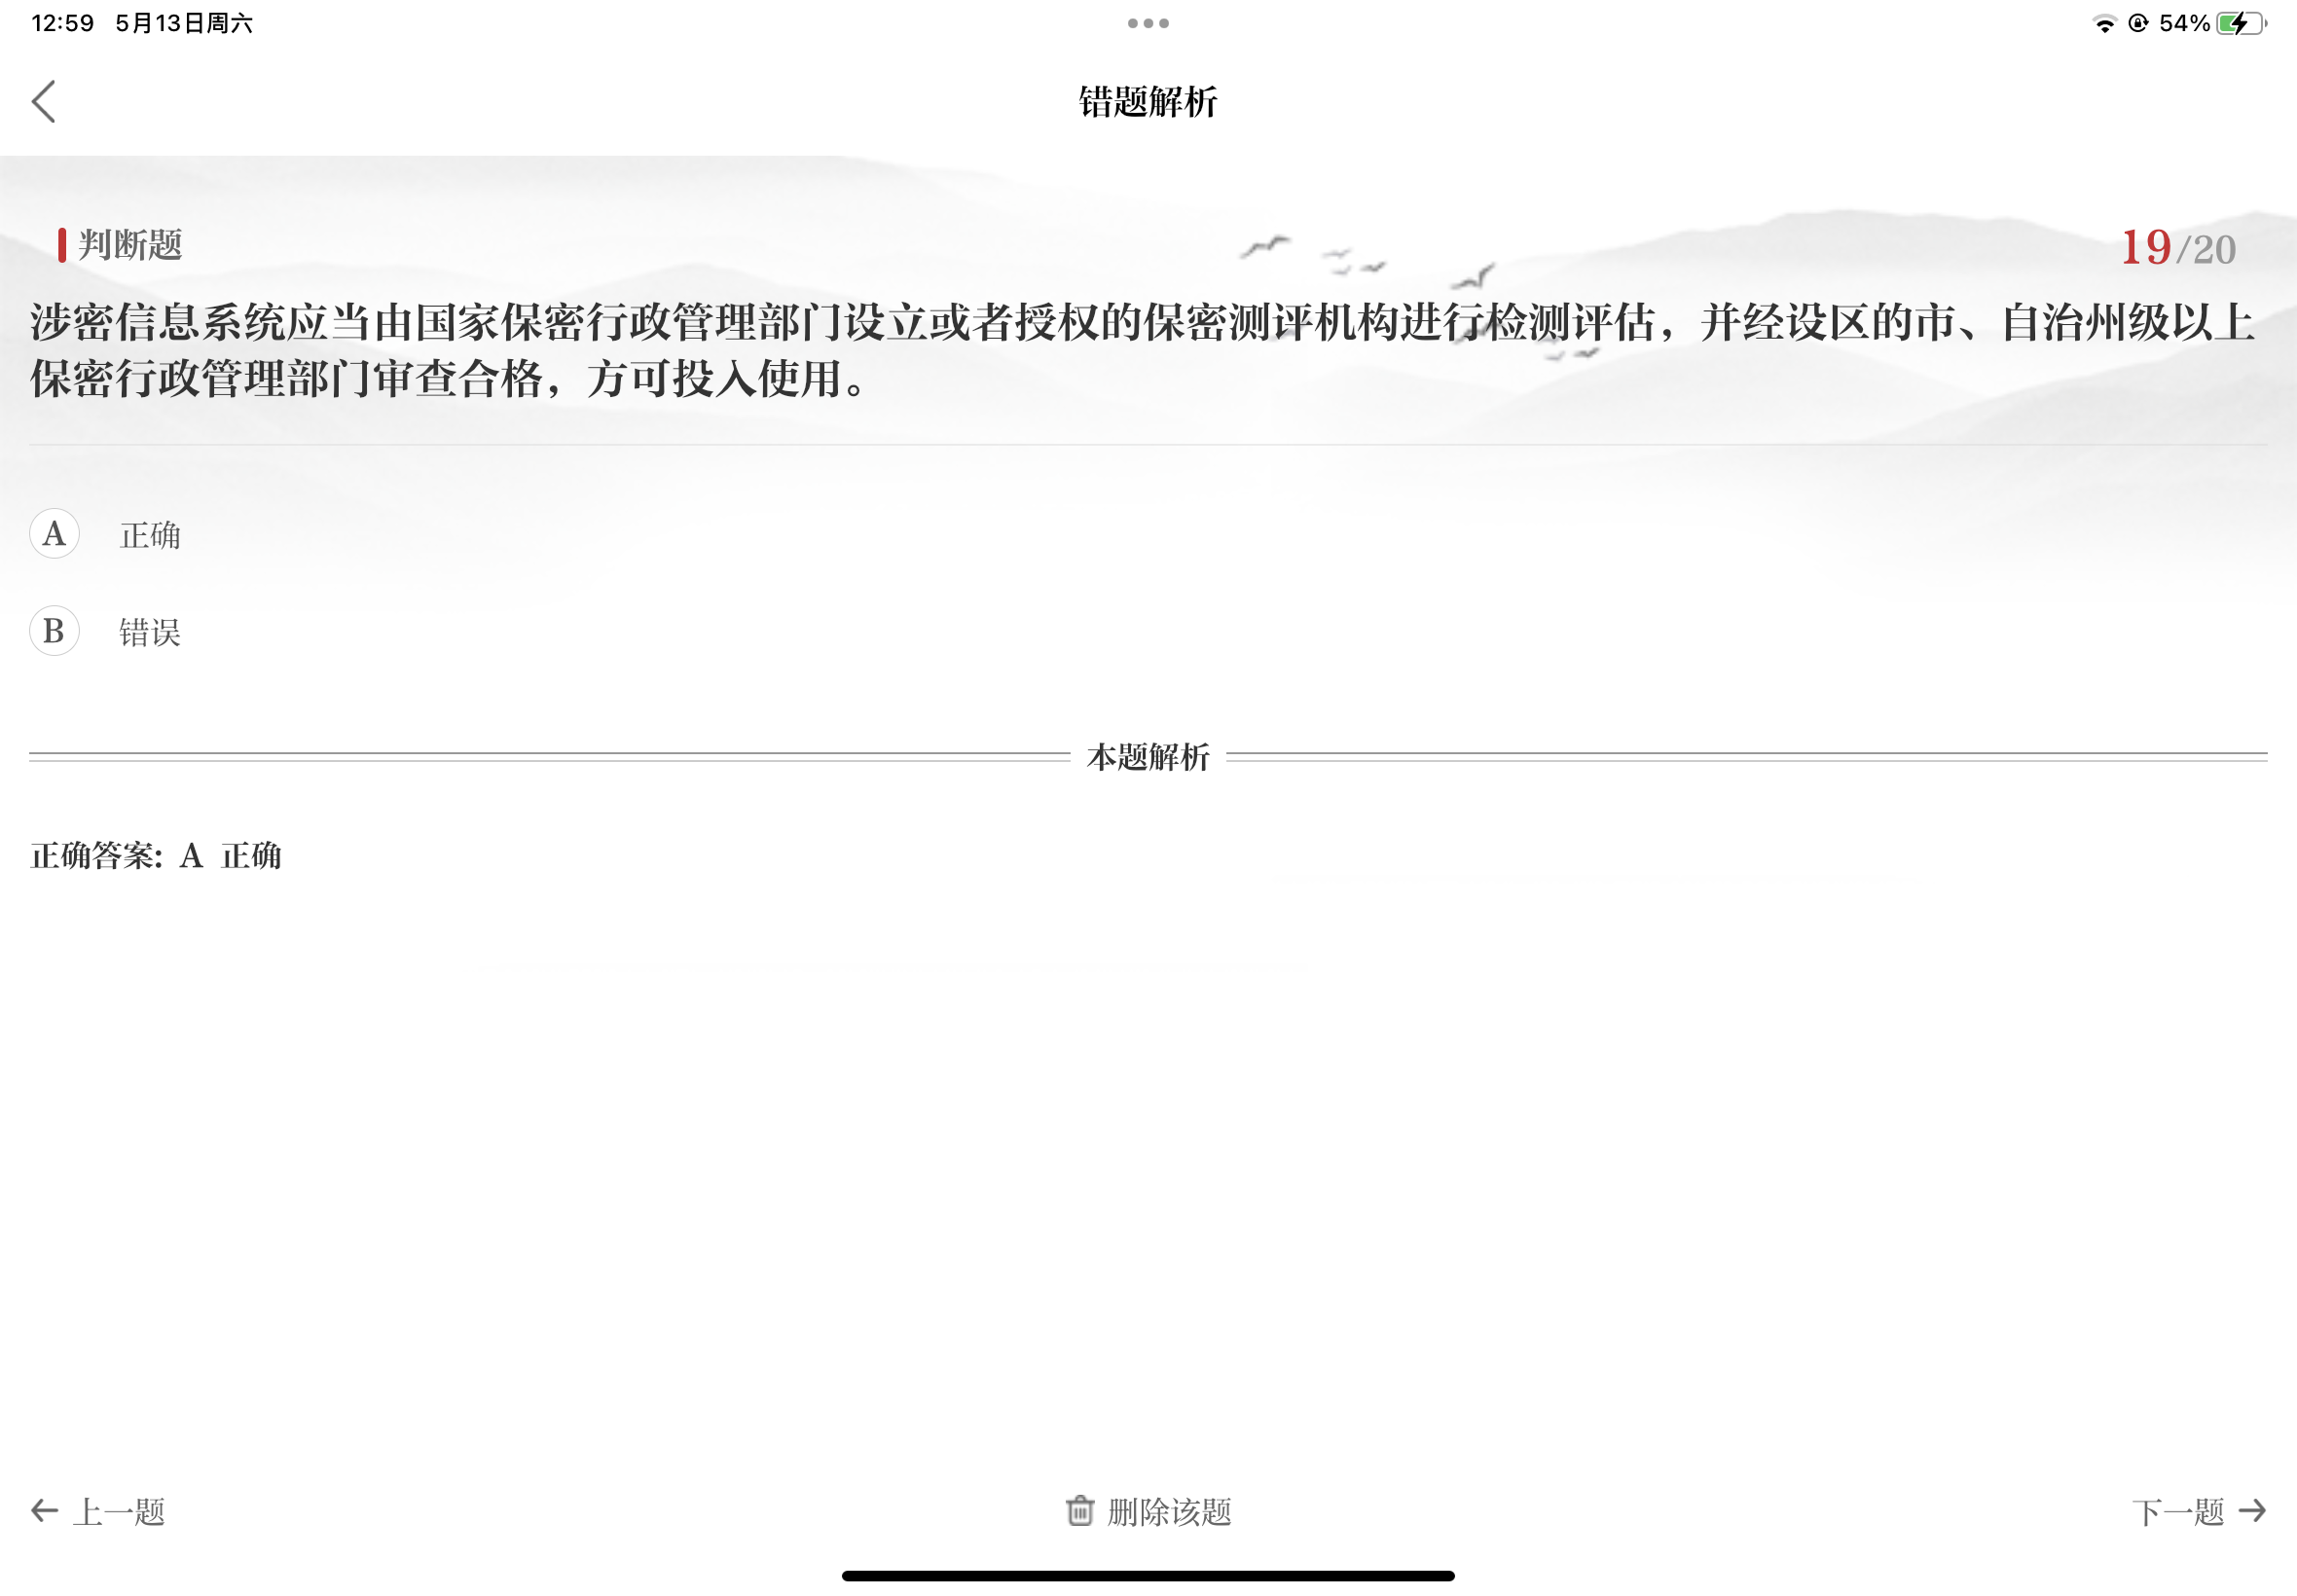 12:59 5月13日周六
54%
错题解析
判断题
19/20
涉密信息系统应当由国家保密行政管理部门设立或者授权的保密测评机构进行检测评估，并经设区的市、自治州级以上
保密行政管理部门审查合格，方可投入使用。
A 正确
B 错误
本题解析
正确答案: A 正确
上一题
删除该题
下一题